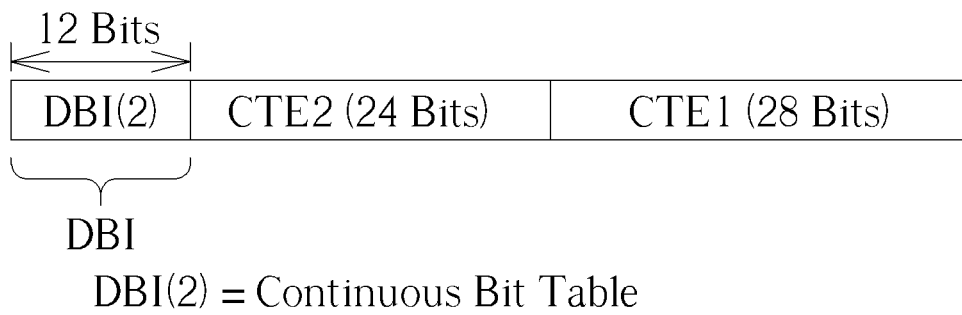 12 Bits
DBI(2) CTE2 (24 Bits) CTE1 (28 Bits)
DBI
DBI(2) = Continuous Bit Table